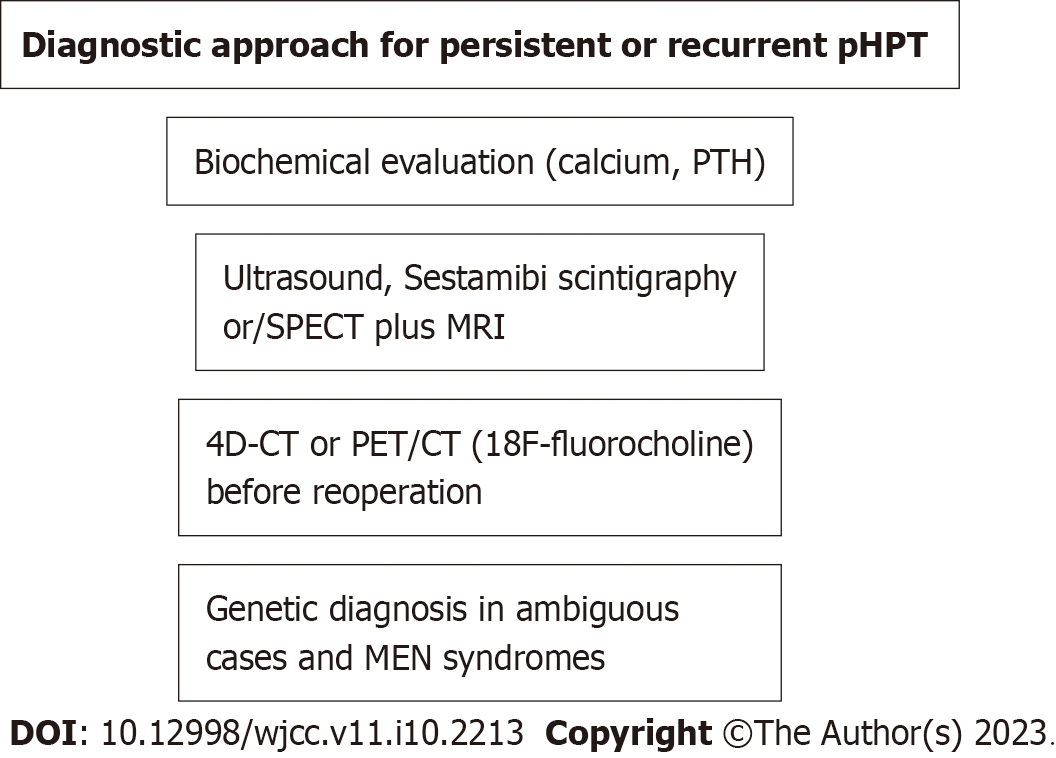 Diagnostic approach for persistent or recurrent pHPT
Biochemical evaluation (calcium, PTH)
Ultrasound, Sestamibi scintigraphy
or/SPECT plus MRI
4D-CT or PET/CT (18F-fluorocholine)
before reoperation
Genetic diagnosis in ambiguous
cases and MEN syndromes
DOI: 10.12998/wjcc.v11.i10.2213 Copyright ©The Author(s) 2023.